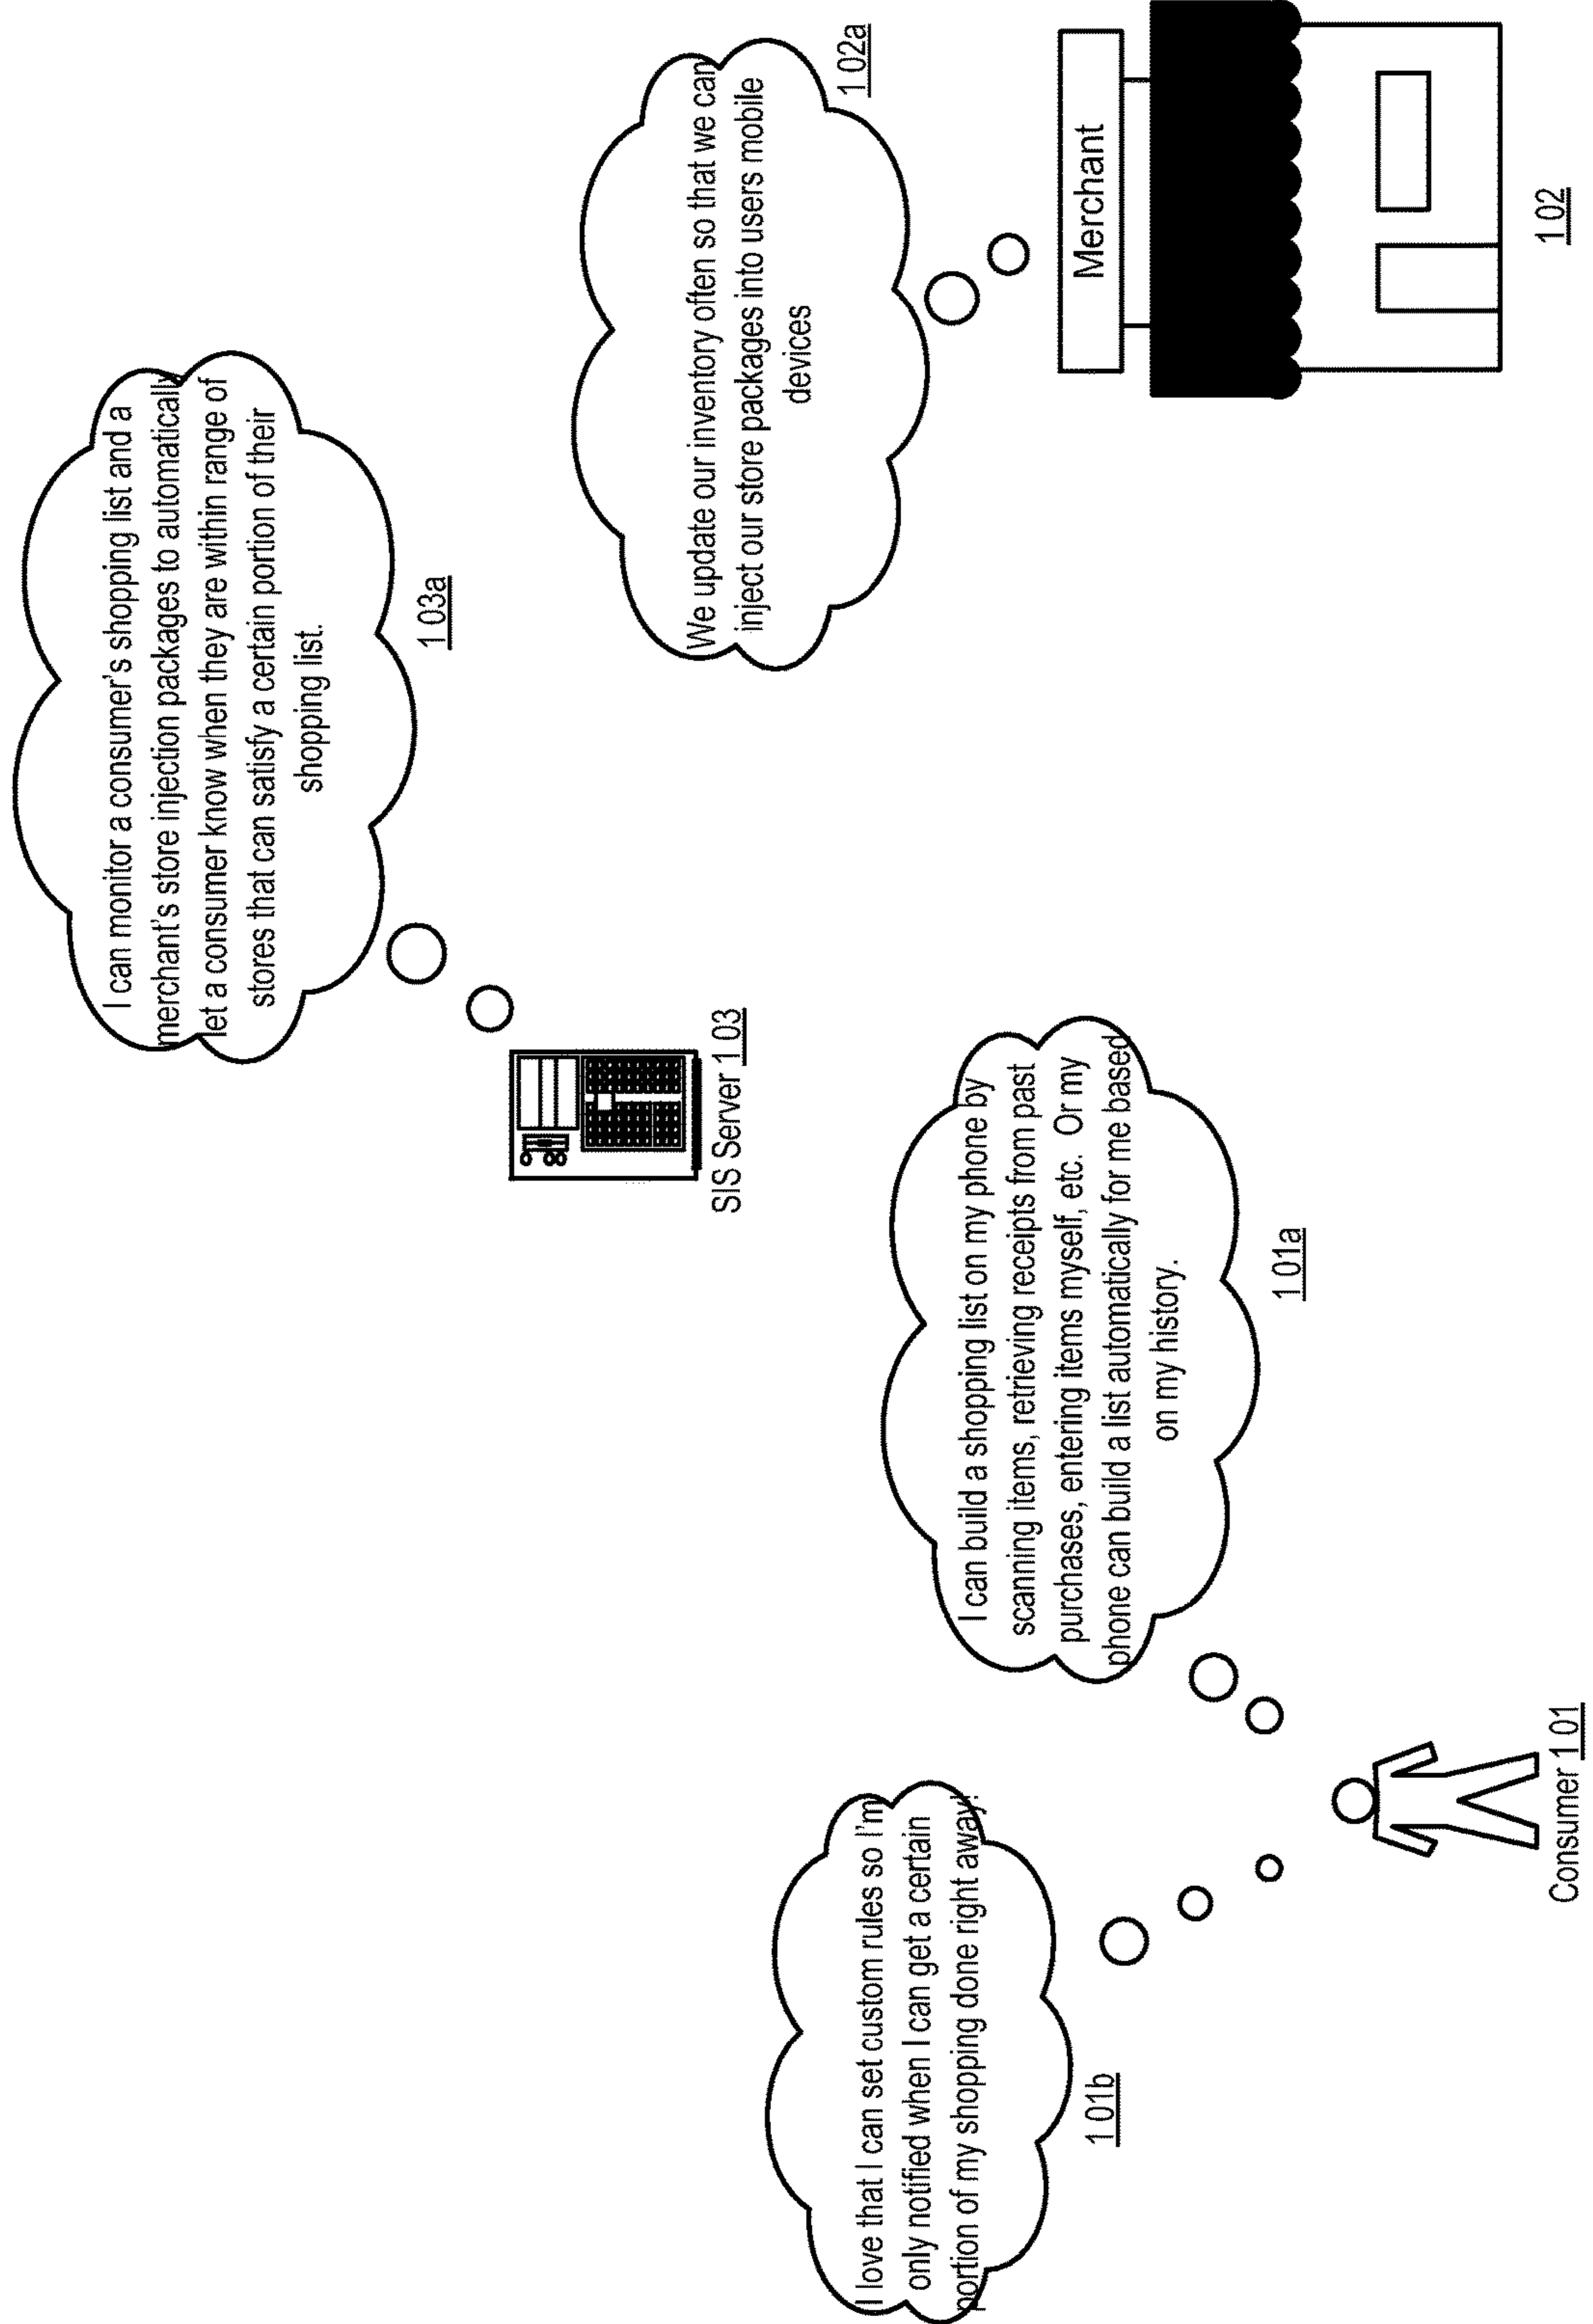 I can monitor a consumer's shopping list and a
merchant's store injection packages to automatically
let a consumer know when they are within range of
stores that can satisfy a certain portion of their
shopping list.
103a
SIS Server 103
We update our inventory often so that we can
inject our store packages into users mobile
devices
102a
Merchant
102
I love that I can set custom rules so I'm
only notified when I can get a certain
portion of my shopping done right away!
101b
I can build a shopping list on my phone by
scanning items, retrieving receipts from past
purchases, entering items myself, etc. Or my
phone can build a list automatically for me based
on my history.
101a
Consumer 101